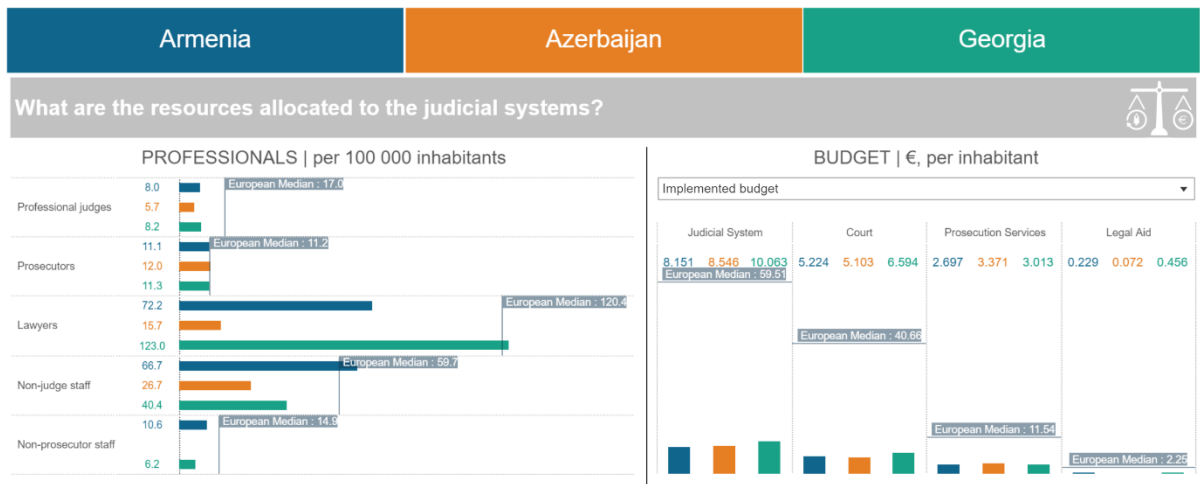 Armenia Azerbaijan Georgia
What are the resources allocated to the judicial systems?
€
PROFESSIONALS | per 100 000 inhabitants
Professional judges
8.0
5.7
8.2
European Median : 17.0
Prosecutors
11.1
12.0
11.3
European Median : 11.2
Lawyers
72.2
15.7
123.0
European Median : 120.4
Non-judge staff
66.7
26.7
40.4
European Median : 59.7
Non-prosecutor staff
10.6
6.2
European Median : 14.9
BUDGET | €, per inhabitant
Implemented budget
Judicial System Court Prosecution Services Legal Aid
8.151 8.546 10.063 5.224 5.103 6.594 2.697 3.371 3.013 0.229 0.072 0.456
European Median : 59.51
European Median : 40.66
European Median : 11.54
European Median : 2.25